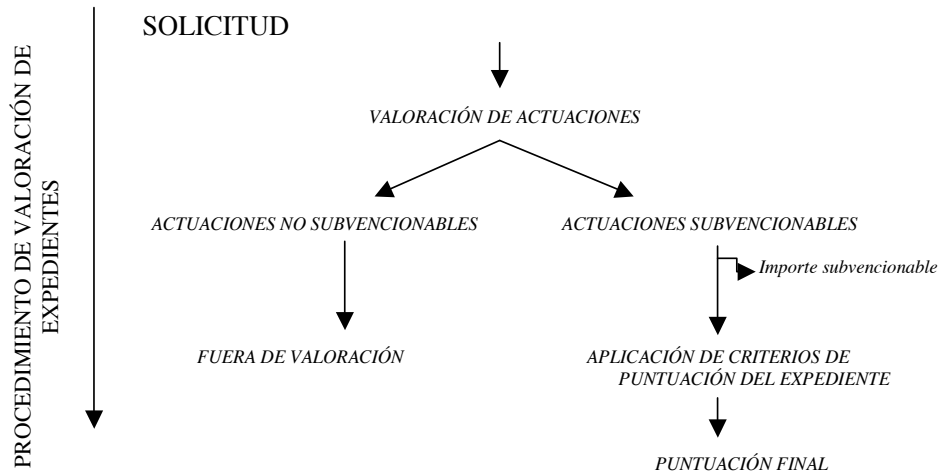 PROCEDIMIENTO DE VALORACIÓN DE
EXPEDIENTES
SOLICITUD
VALORACIÓN DE ACTUACIONES
ACTUACIONES NO SUBVENCIONABLES
ACTUACIONES SUBVENCIONABLES
Importe subvencionable
FUERA DE VALORACIÓN
APLICACIÓN DE CRITERIOS DE
PUNTUACIÓN DEL EXPEDIENTE
PUNTUACIÓN FINAL